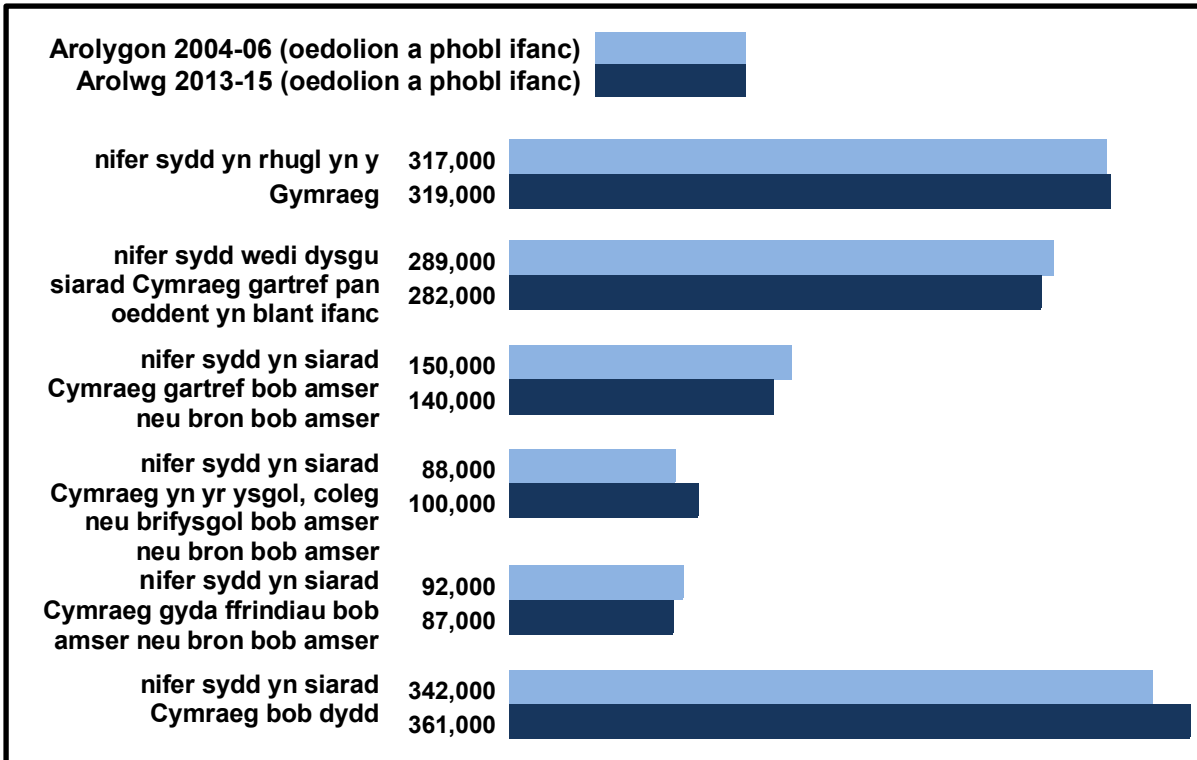 Arolygon 2004-06 (oedolion a phobl ifanc)
Arolwg 2013-15 (oedolion a phobl ifanc)
nifer sydd yn rhugl yn y 317,000
Gymraeg 319,000
nifer sydd wedi dysgu 289,000
siarad Cymraeg gartref pan 282,000
oeddent yn blant ifanc
nifer sydd yn siarad 150,000
Cymraeg gartref bob amser 140,000
neu bron bob amser
nifer sydd yn siarad 88,000
Cymraeg yn yr ysgol, coleg 100,000
neu brifysgol bob amser
neu bron bob amser
nifer sydd yn siarad 92,000
Cymraeg gyda ffrindiau bob 87,000
amser neu bron bob amser
nifer sydd yn siarad 342,000
Cymraeg bob dydd 361,000